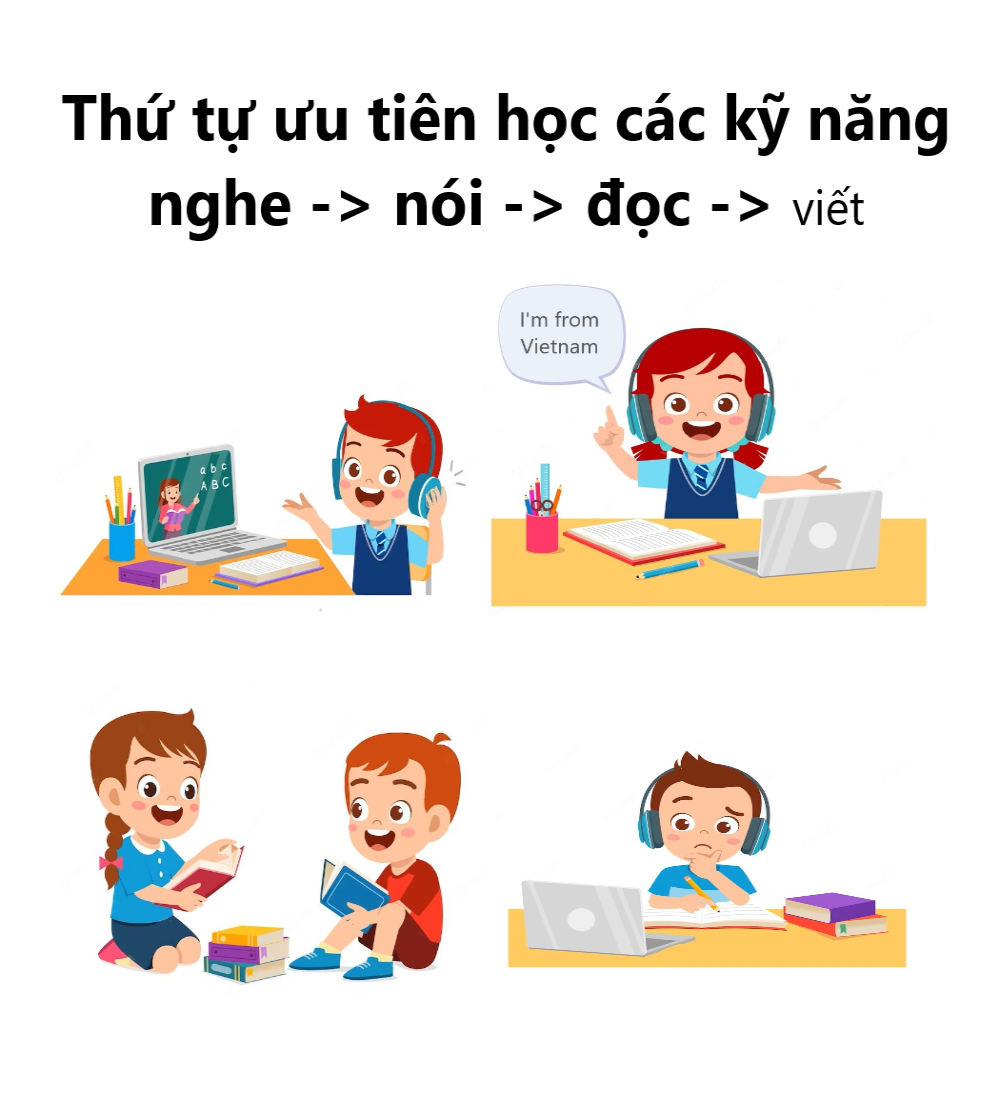 Thứ tự ưu tiên học các kỹ năng
nghe -> nói -> đọc -> viết
I'm from
Vietnam
a b c
A B C